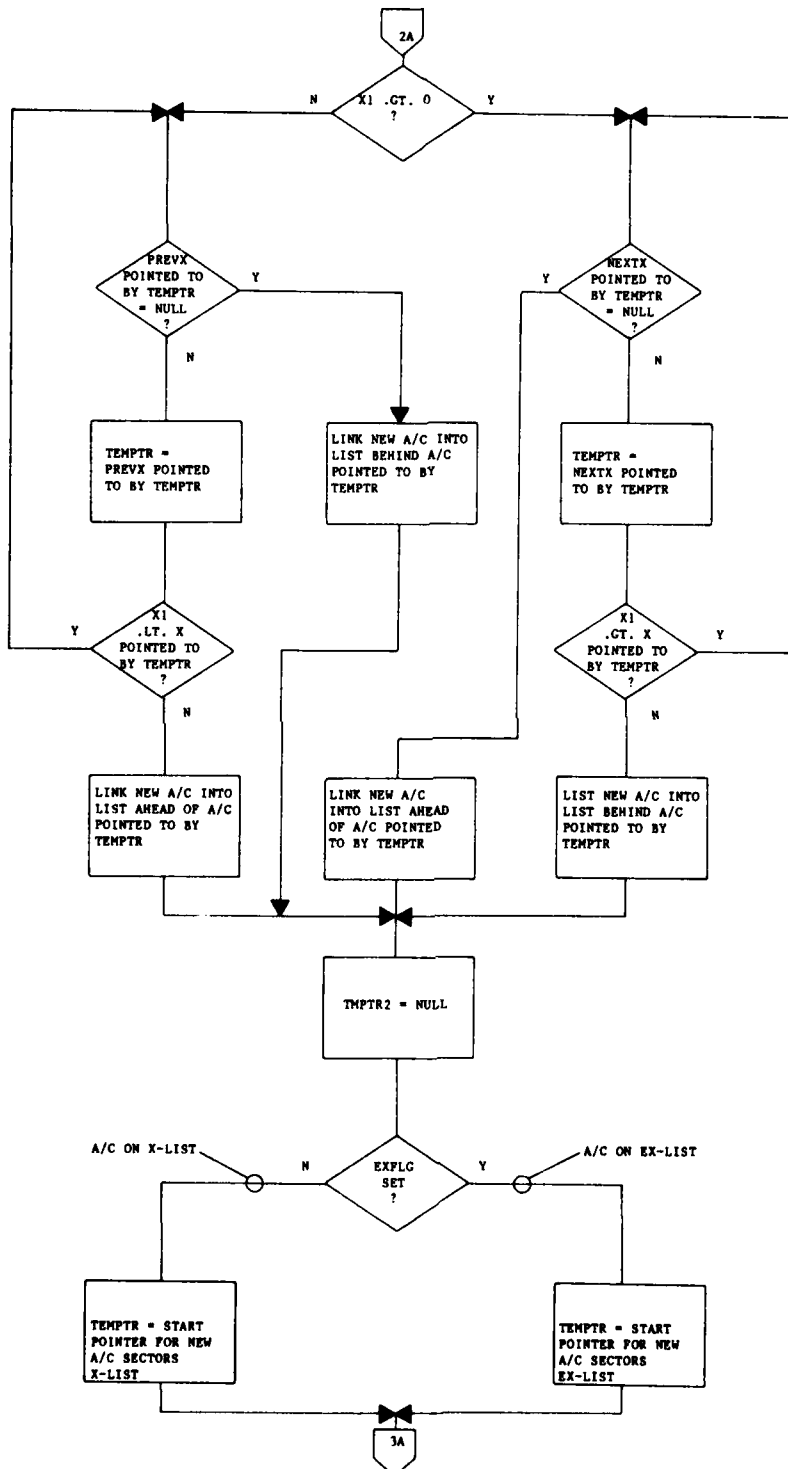 2A
X1 .GT. 0
?
N
Y
PREVX
POINTED TO
BY TEMPTR
= NULL
?
Y
N
NEXTX
POINTED TO
BY TEMPTR
= NULL
?
Y
N
TEMPTR =
PREVX POINTED
TO BY TEMPTR
LINK NEW A/C INTO
LIST BEHIND A/C
POINTED TO BY
TEMPTR
TEMPTR =
NEXTX POINTED
TO BY TEMPTR
X1
.LT. X
POINTED TO
BY TEMPTR
?
Y
N
X1
.GT. X
POINTED TO
BY TEMPTR
?
Y
N
LINK NEW A/C INTO
LIST AHEAD OF A/C
POINTED TO BY
TEMPTR
LINK NEW A/C
INTO LIST AHEAD
OF A/C POINTED
TO BY TEMPTR
LIST NEW A/C INTO
LIST BEHIND A/C
POINTED TO BY
TEMPTR
TMPTR2 = NULL
A/C ON X-LIST
N
EXFLG
SET
?
Y
A/C ON EX-LIST
TEMPTR = START
POINTER FOR NEW
A/C SECTORS
X-LIST
TEMPTR = START
POINTER FOR NEW
A/C SECTORS
EX-LIST
3A